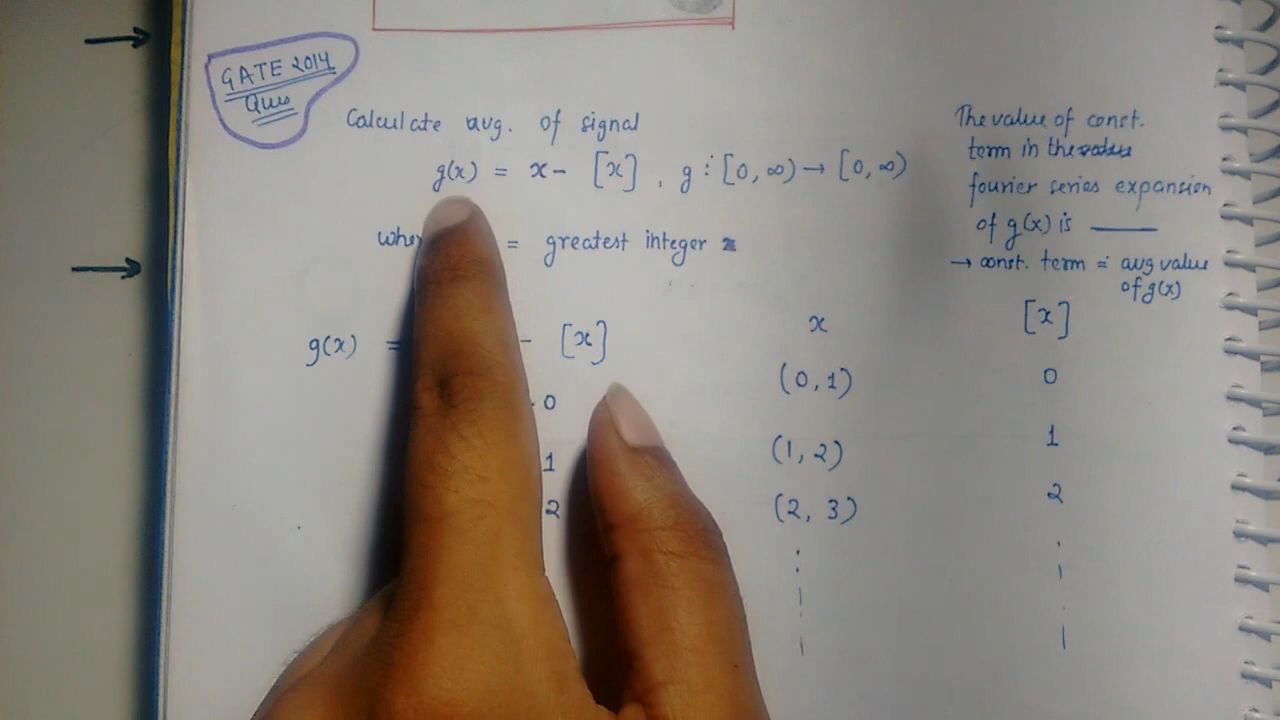 GATE 2014
Ques
Calculate avg. of signal
g(x) = x - [x] , g : [0, ∞) → [0, ∞)
= greatest integer
The value of const.
term in the
fourier series expansion
of g(x) is ____
→ const. term = avg value
of g(x)
g(x) = - [x]
0
1
2
x [x]
(0, 1) 0
(1, 2) 1
(2, 3) 2